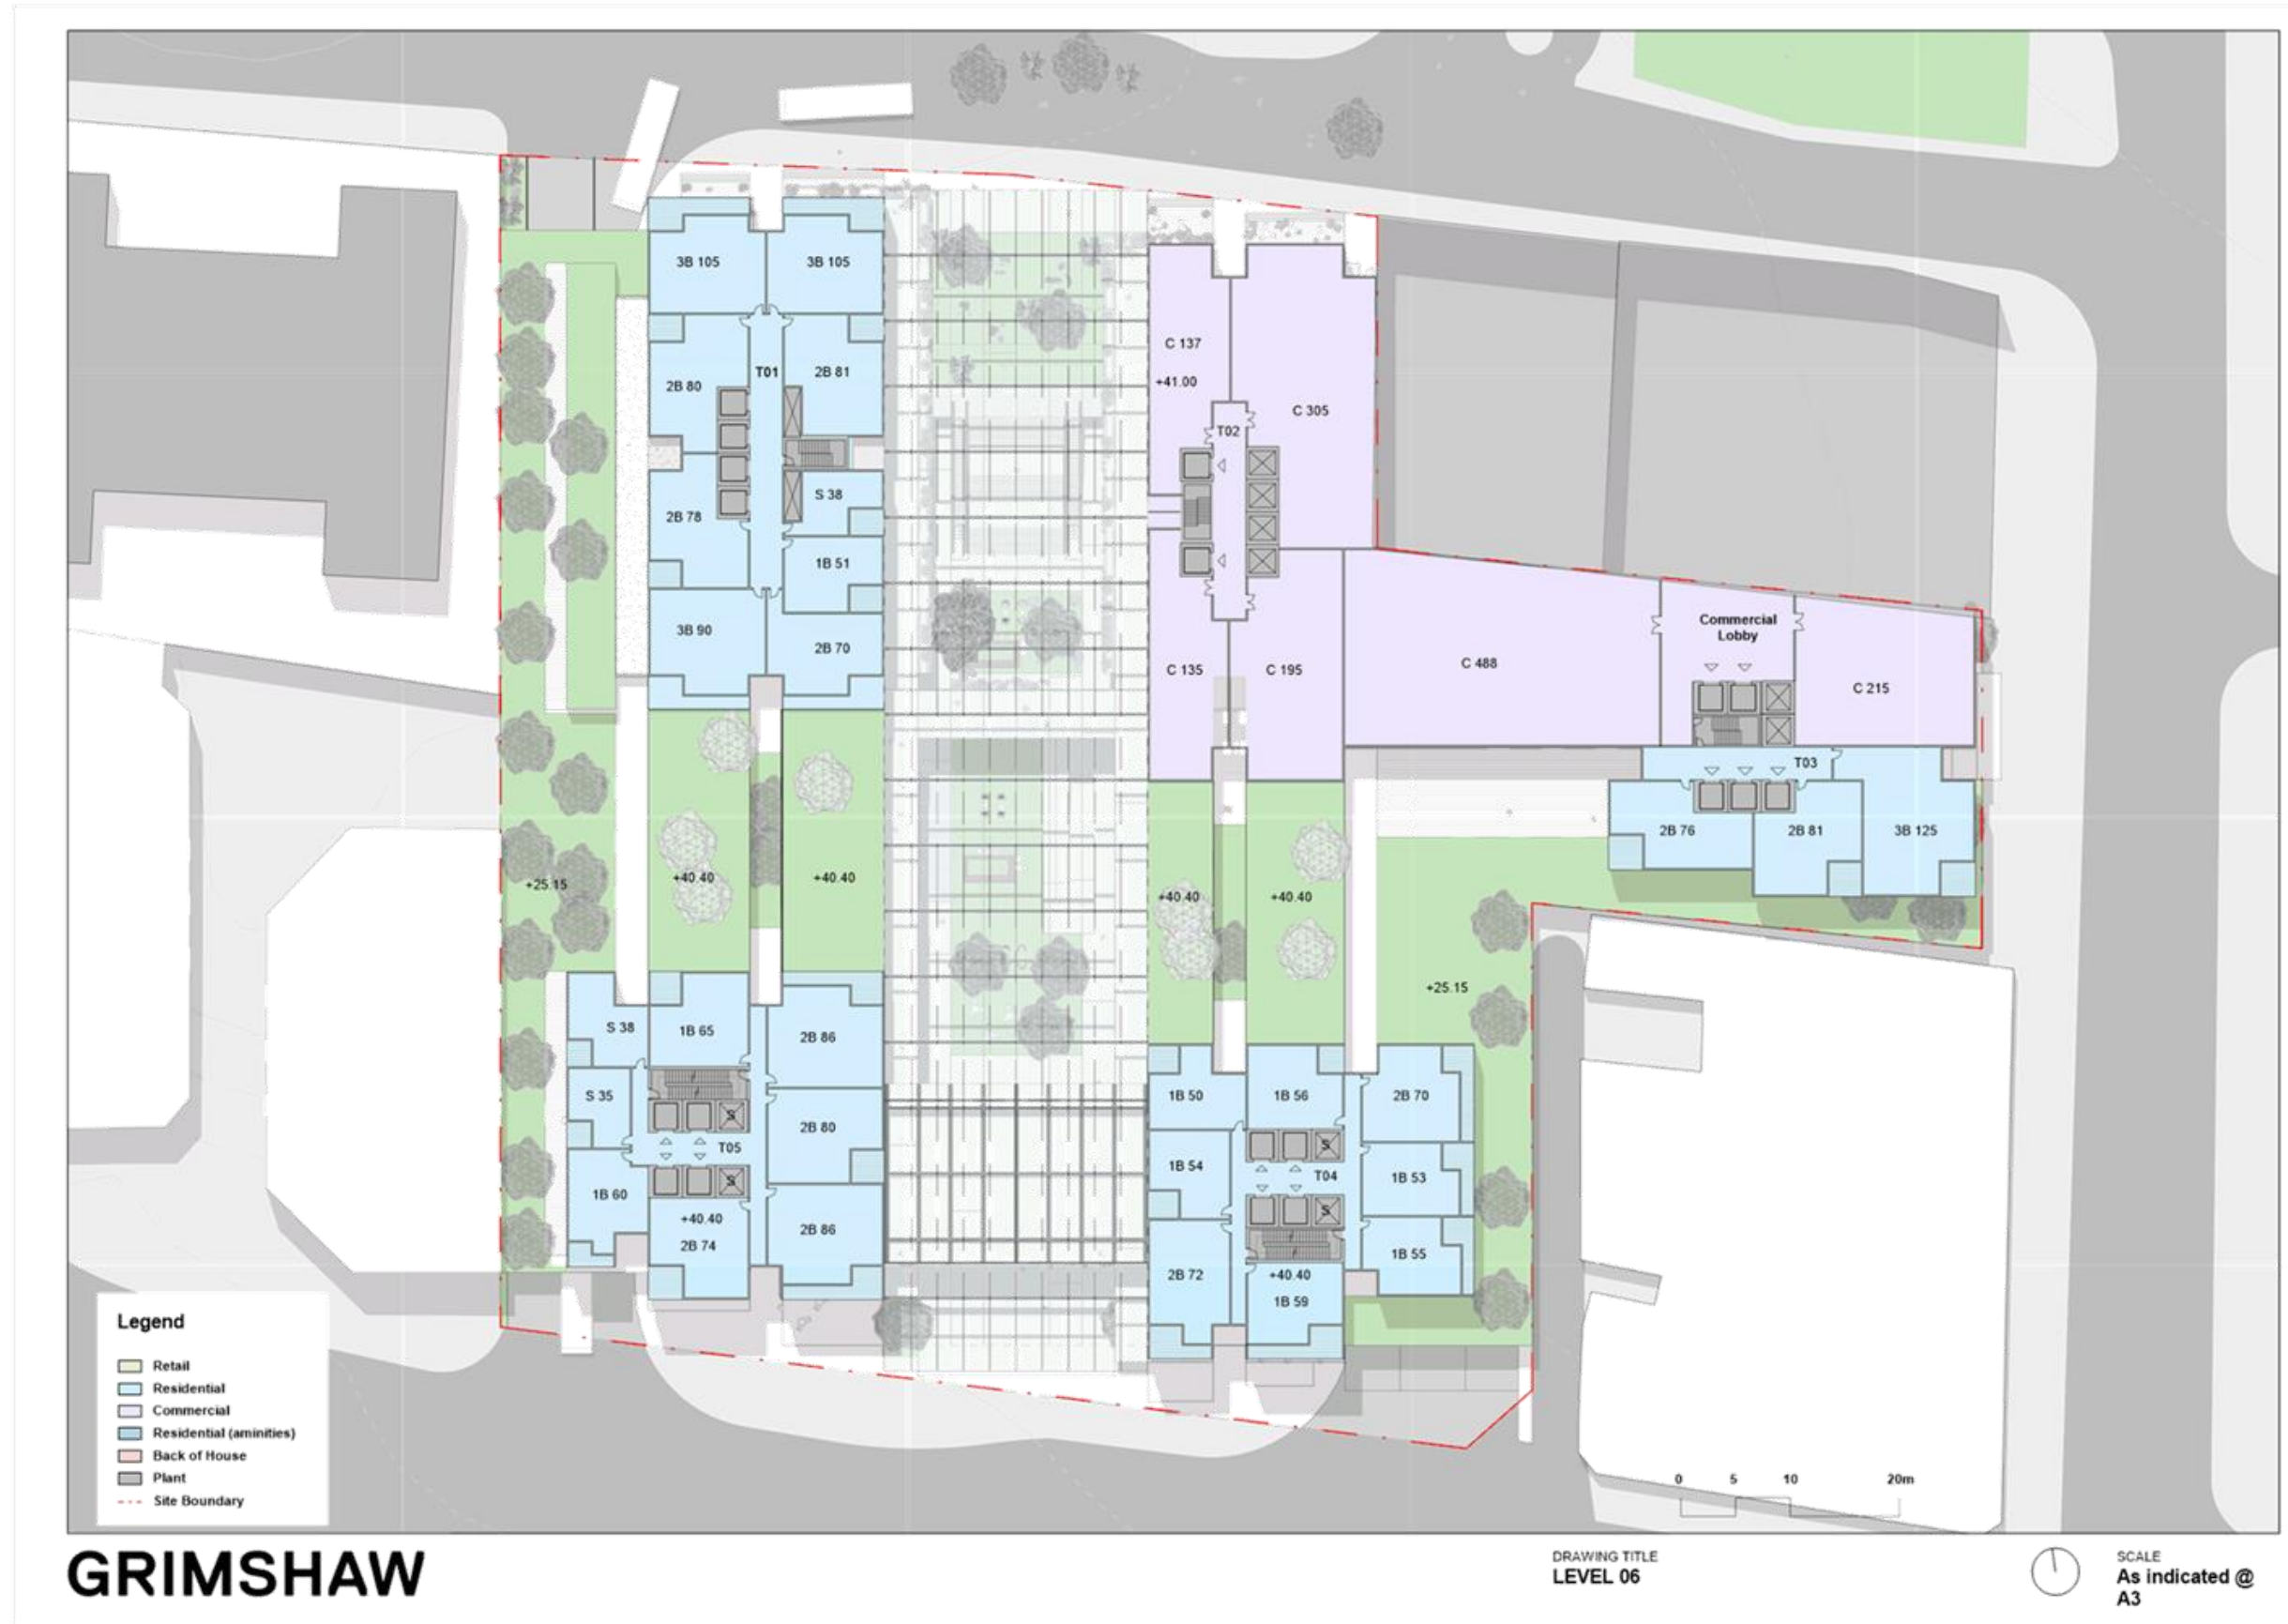 3B 105
3B 105
2B 80
T01
2B 81
2B 78
S 38
1B 51
3B 90
2B 70
C 137
+41.00
C 305
T02
C 135
C 195
C 488
Commercial
Lobby
C 215
T03
2B 76
2B 81
3B 125
+25.15
+40.40
+40.40
+40.40
+40.40
+25.15
S 38
1B 65
2B 86
S 35
S
2B 80
T05
S
1B 60
+40.40
2B 74
2B 86
1B 50
1B 56
2B 70
S
1B 54
T04
1B 53
S
2B 72
+40.40
1B 59
1B 55
Legend
Retail
Residential
Commercial
Residential (aminities)
Back of House
Plant
Site Boundary
0 5 10 20m
GRIMSHAW
DRAWING TITLE
LEVEL 06
SCALE
As indicated @
A3